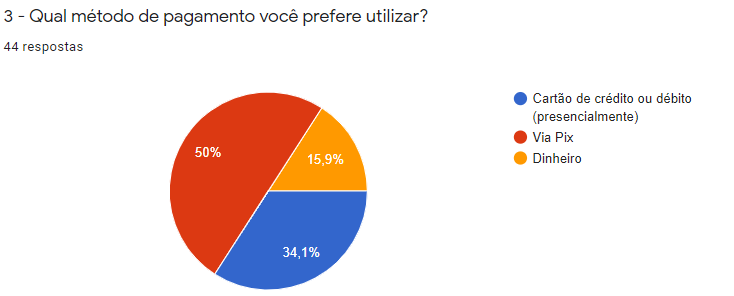 3 - Qual método de pagamento você prefere utilizar?
44 respostas
50%
15,9%
34,1%
Cartão de crédito ou débito
(presencialmente)
Via Pix
Dinheiro